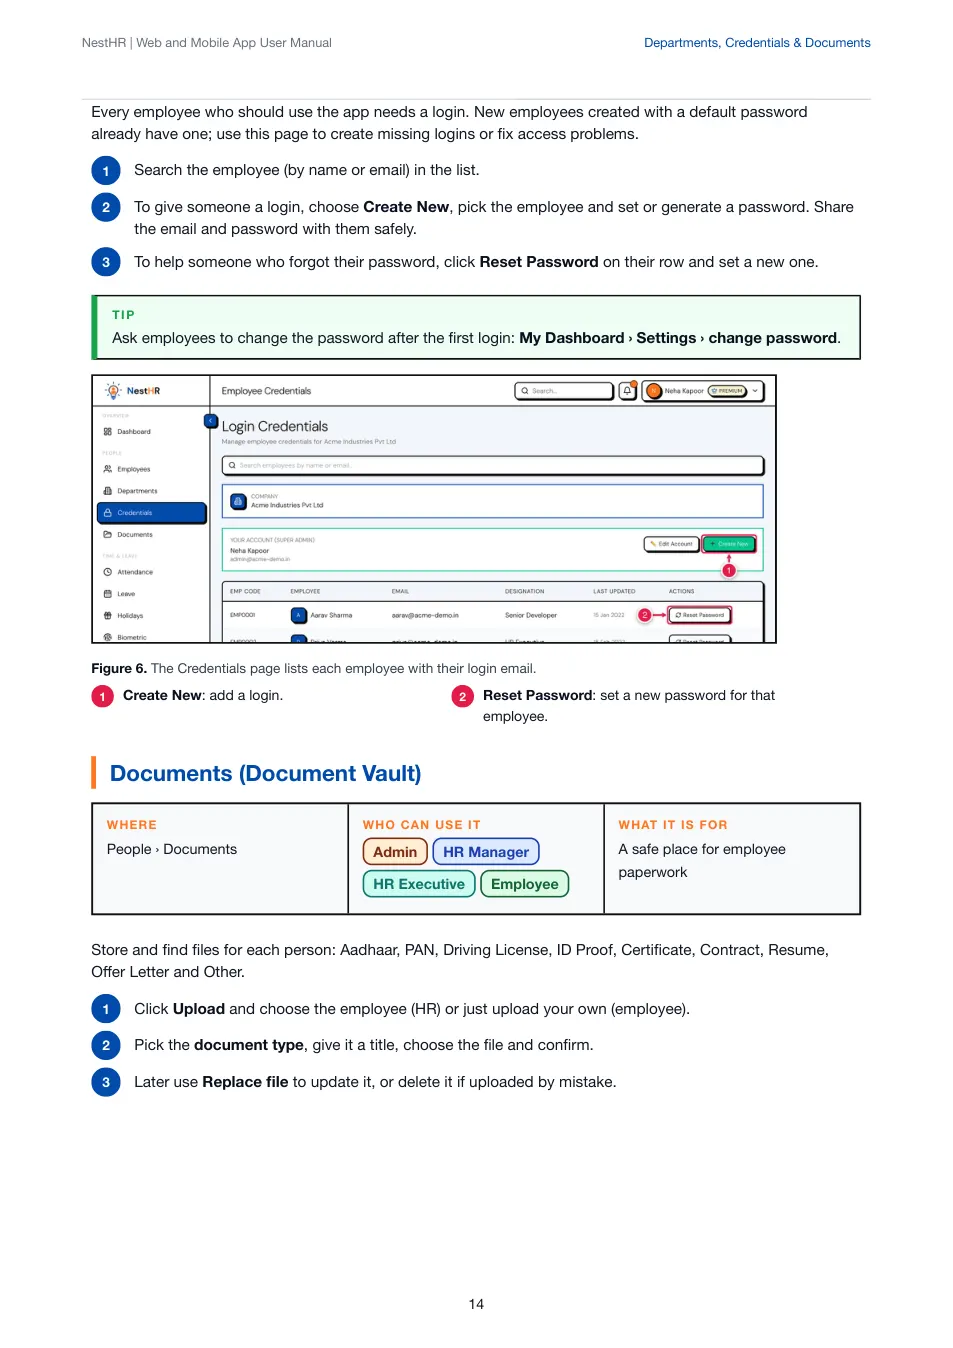 NestHR | Web and Mobile App User Manual
Departments, Credentials & Documents
Every employee who should use the app needs a login. New employees created with a default password
already have one; use this page to create missing logins or fix access problems.
1 Search the employee (by name or email) in the list.
2 To give someone a login, choose Create New, pick the employee and set or generate a password. Share
the email and password with them safely.
3 To help someone who forgot their password, click Reset Password on their row and set a new one.
TIP
Ask employees to change the password after the first login: My Dashboard › Settings › change password.
NestHR
Employee Credentials
Search...
Neha Kapoor
PREMIUM
OVERVIEW
Dashboard
PEOPLE
Employees
Departments
Credentials
Documents
TIME & LEAVE
Attendance
Leave
Holidays
Biometric
Login Credentials
Manage employee credentials for Acme Industries Pvt Ltd
Search employees by name or email
COMPANY
Acme Industries Pvt Ltd
YOUR ACCOUNT (SUPER ADMIN)
Neha Kapoor
admin@acme-demo.in
Edit Account
+ Create New
1
EMP CODE EMPLOYEE EMAIL DESIGNATION LAST UPDATED ACTIONS
EMP0001 A Aarav Sharma aarav@acme-demo.in Senior Developer 15 Jan 2022 2 Reset Password
Figure 6. The Credentials page lists each employee with their login email.
1 Create New: add a login.
2 Reset Password: set a new password for that
employee.
Documents (Document Vault)
WHERE
People › Documents
WHO CAN USE IT
Admin HR Manager
HR Executive Employee
WHAT IT IS FOR
A safe place for employee
paperwork
Store and find files for each person: Aadhaar, PAN, Driving License, ID Proof, Certificate, Contract, Resume,
Offer Letter and Other.
1 Click Upload and choose the employee (HR) or just upload your own (employee).
2 Pick the document type, give it a title, choose the file and confirm.
3 Later use Replace file to update it, or delete it if uploaded by mistake.
14